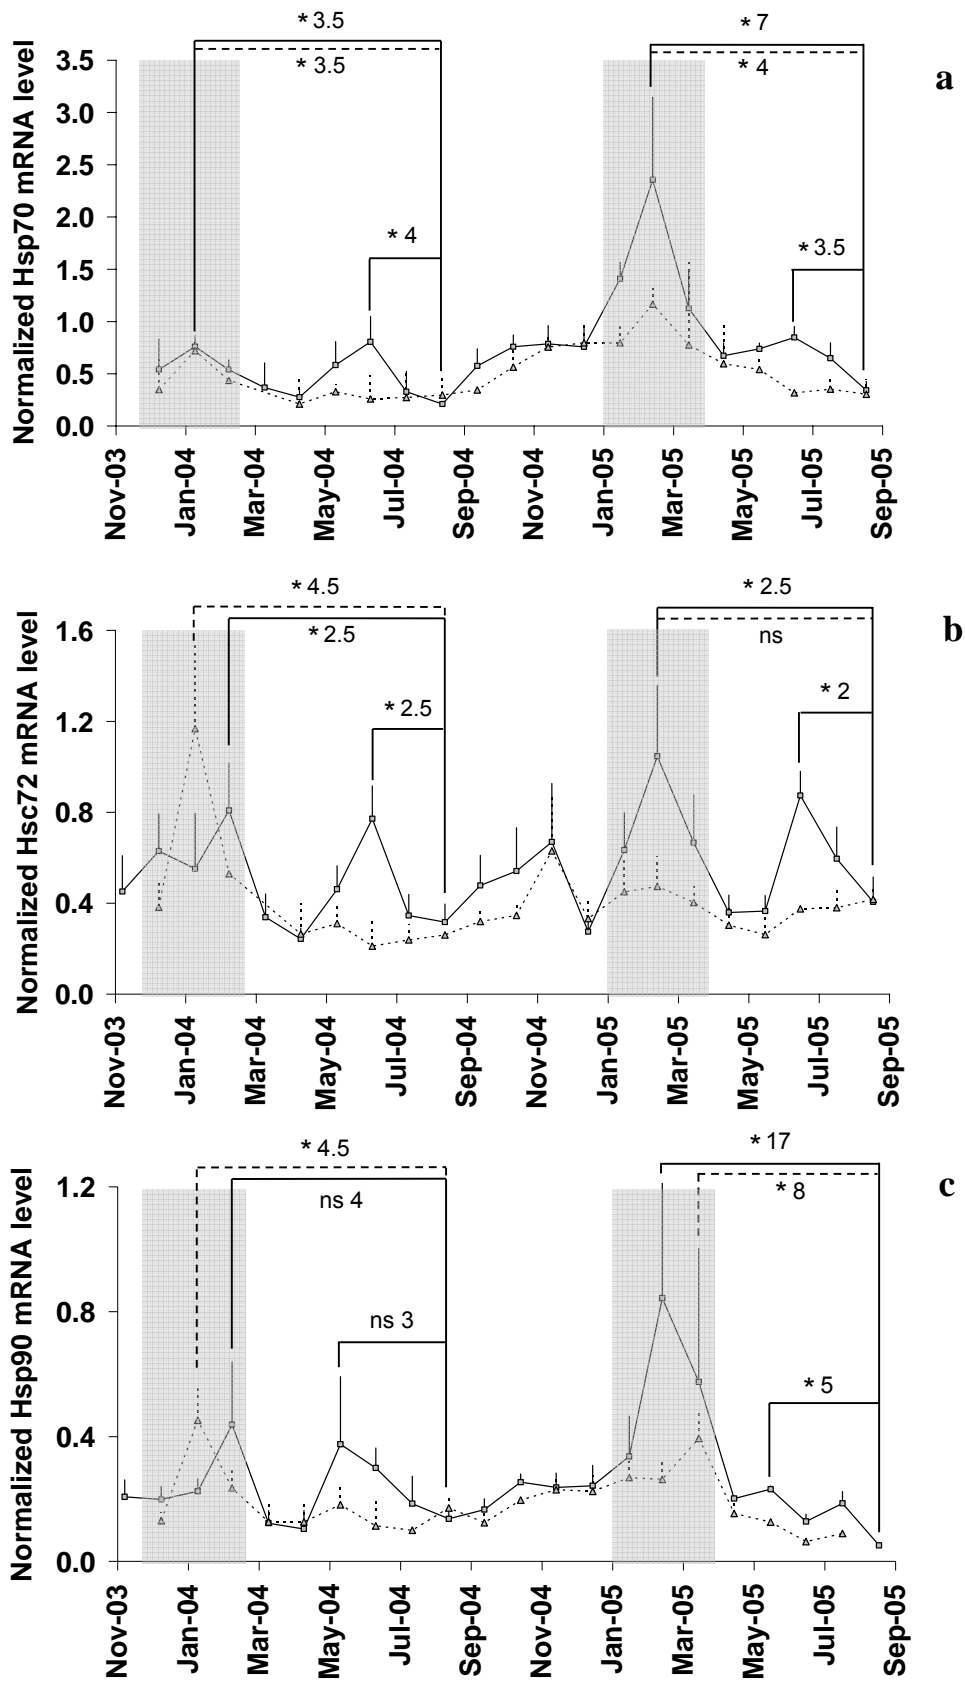 * 3.5
* 3.5
* 7
* 4
a
Normalized Hsp70 mRNA level
3.5
3.0
2.5
2.0
1.5
1.0
0.5
0.0
* 4
* 3.5
Nov-03
Jan-04
Mar-04
May-04
Jul-04
Sep-04
Nov-04
Jan-05
Mar-05
May-05
Jul-05
Sep-05
* 4.5
* 2.5
* 2.5
ns
b
Normalized Hsc72 mRNA level
1.6
1.2
0.8
0.4
0.0
* 2.5
* 2
Nov-03
Jan-04
Mar-04
May-04
Jul-04
Sep-04
Nov-04
Jan-05
Mar-05
May-05
Jul-05
Sep-05
* 4.5
ns 4
* 17
* 8
c
Normalized Hsp90 mRNA level
1.2
0.8
0.4
0.0
ns 3
* 5
Nov-03
Jan-04
Mar-04
May-04
Jul-04
Sep-04
Nov-04
Jan-05
Mar-05
May-05
Jul-05
Sep-05